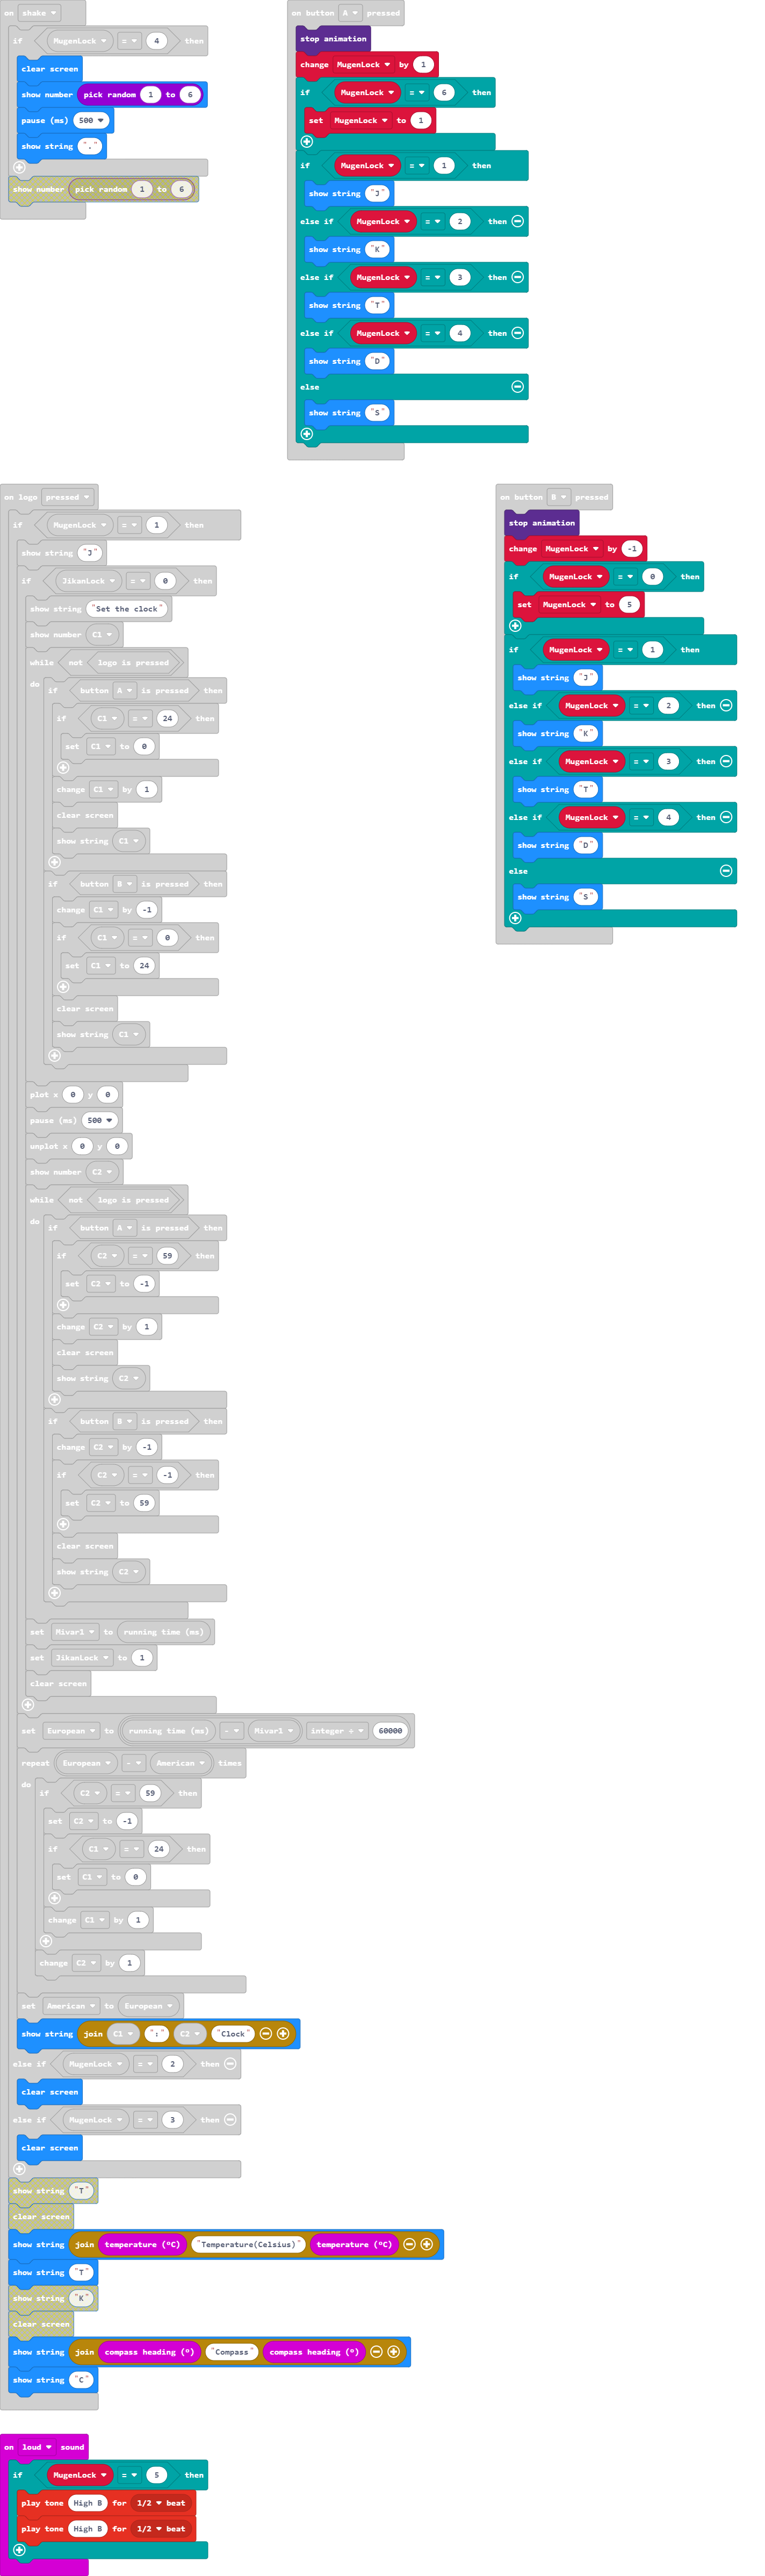 on shake
if MugenLock = 4 then
clear screen
show number pick random 1 to 6
pause (ms) 500
show string "."
show number pick random 1 to 6
on button A pressed
stop animation
change MugenLock by 1
if MugenLock = 6 then
set MugenLock to 1
if MugenLock = 1 then
show string "J"
else if MugenLock = 2 then
show string "K"
else if MugenLock = 3 then
show string "T"
else if MugenLock = 4 then
show string "D"
else
show string "S"
on logo pressed
if MugenLock = 1 then
show string "J"
if JikanLock = 0 then
show string "Set the clock"
show number C1
while not logo is pressed
do if button A is pressed then
if C1 = 24 then
set C1 to 0
change C1 by 1
clear screen
show string C1
if button B is pressed then
change C1 by -1
if C1 = 0 then
set C1 to 24
clear screen
show string C1
plot x 0 y 0
pause (ms) 500
unplot x 0 y 0
show number C2
while not logo is pressed
do if button A is pressed then
if C2 = 59 then
set C2 to -1
change C2 by 1
clear screen
show string C2
if button B is pressed then
change C2 by -1
if C2 = -1 then
set C2 to 59
clear screen
show string C2
set Mivar1 to running time (ms)
set JikanLock to 1
clear screen
set European to running time (ms) - Mivar1 integer ÷ 60000
repeat European - American times
do if C2 = 59 then
set C2 to -1
if C1 = 24 then
set C1 to 0
change C1 by 1
change C2 by 1
set American to European
show string join C1 ":" C2 "Clock"
else if MugenLock = 2 then
clear screen
else if MugenLock = 3 then
clear screen
show string "T"
clear screen
show string join temperature (°C) "Temperature(Celsius)" temperature (°C)
show string "T"
show string "K"
clear screen
show string join compass heading (°) "Compass" compass heading (°)
show string "C"
on button B pressed
stop animation
change MugenLock by -1
if MugenLock = 0 then
set MugenLock to 5
if MugenLock = 1 then
show string "J"
else if MugenLock = 2 then
show string "K"
else if MugenLock = 3 then
show string "T"
else if MugenLock = 4 then
show string "D"
else
show string "S"
on loud sound
if MugenLock = 5 then
play tone High B for 1/2 beat
play tone High B for 1/2 beat